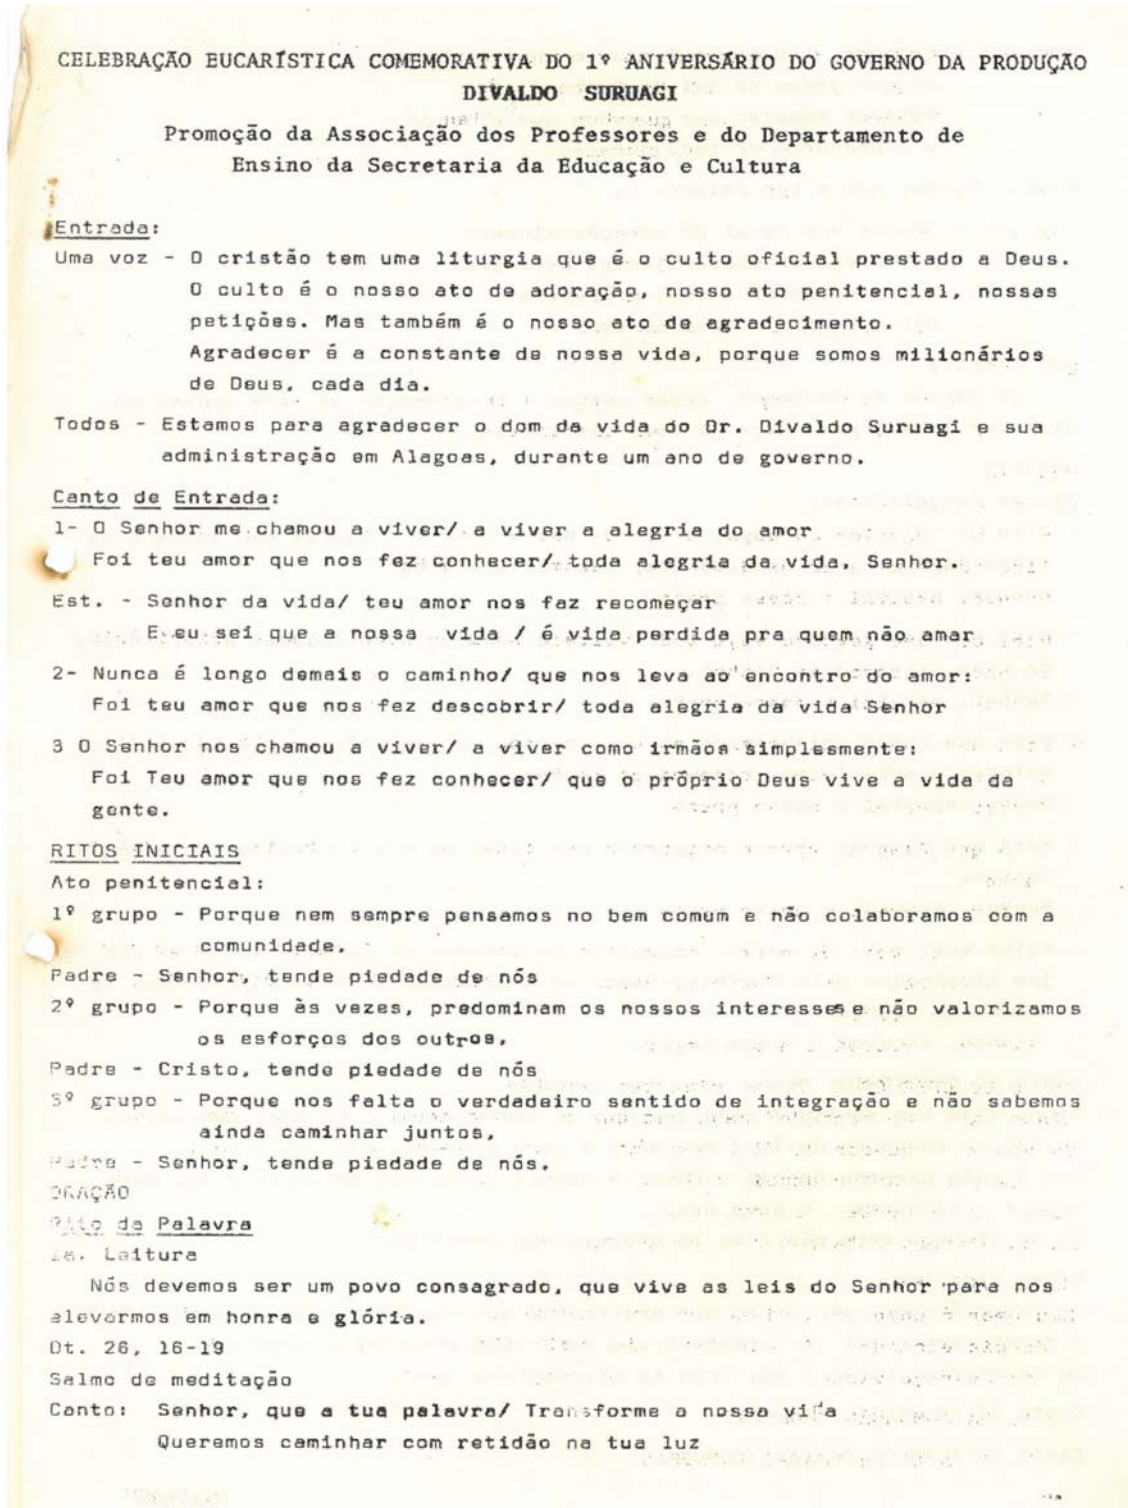 CELEBRAÇÃO EUCARÍSTICA COMEMORATIVA DO 1º ANIVERSÁRIO DO GOVERNO DA PRODUÇÃO
DIVALDO SURUAGI
Promoção da Associação dos Professores e do Departamento de
Ensino da Secretaria da Educação e Cultura
Entrada:
Uma voz - O cristão tem uma liturgia que é o culto oficial prestado a Deus.
O culto é o nosso ato de adoração, nosso ato penitencial, nossas
petições. Mas também é o nosso ato de agradecimento.
Agradecer é a constante de nossa vida, porque somos milionários
de Deus, cada dia.
Todos - Estamos para agradecer o dom da vida do Dr. Divaldo Suruagi e sua
administração em Alagoas, durante um ano de governo.
Canto de Entrada:
1- O Senhor me chamou a viver/ a viver a alegria do amor
Foi teu amor que nos fez conhecer/ toda alegria da vida, Senhor.
Est. - Senhor da vida/ teu amor nos faz recomeçar
E eu sei que a nossa vida / é vida perdida pra quem não amar
2- Nunca é longo demais o caminho/ que nos leva ao encontro do amor:
Foi teu amor que nos fez descobrir/ toda alegria da vida Senhor
3 O Senhor nos chamou a viver/ a viver como irmãos simplesmente:
Foi Teu amor que nos fez conhecer/ que o próprio Deus vive a vida da
gente.
RITOS INICIAIS
Ato penitencial:
1º grupo - Porque nem sempre pensamos no bem comum e não colaboramos com a
comunidade,
Padre - Senhor, tende piedade de nós
2º grupo - Porque às vezes, predominam os nossos interesses e não valorizamos
os esforços dos outros,
Padre - Cristo, tende piedade de nós
3º grupo - Porque nos falta o verdadeiro sentido de integração e não sabemos
ainda caminhar juntos,
Padre - Senhor, tende piedade de nós.
ORAÇÃO
Rito da Palavra
1a. Leitura
Nós devemos ser um povo consagrado, que vive as leis do Senhor para nos
elevarmos em honra e glória.
Dt. 26, 16-19
Salmo de meditação
Canto: Senhor, que a tua palavra/ Transforme a nossa vida
Queremos caminhar com retidão na tua luz